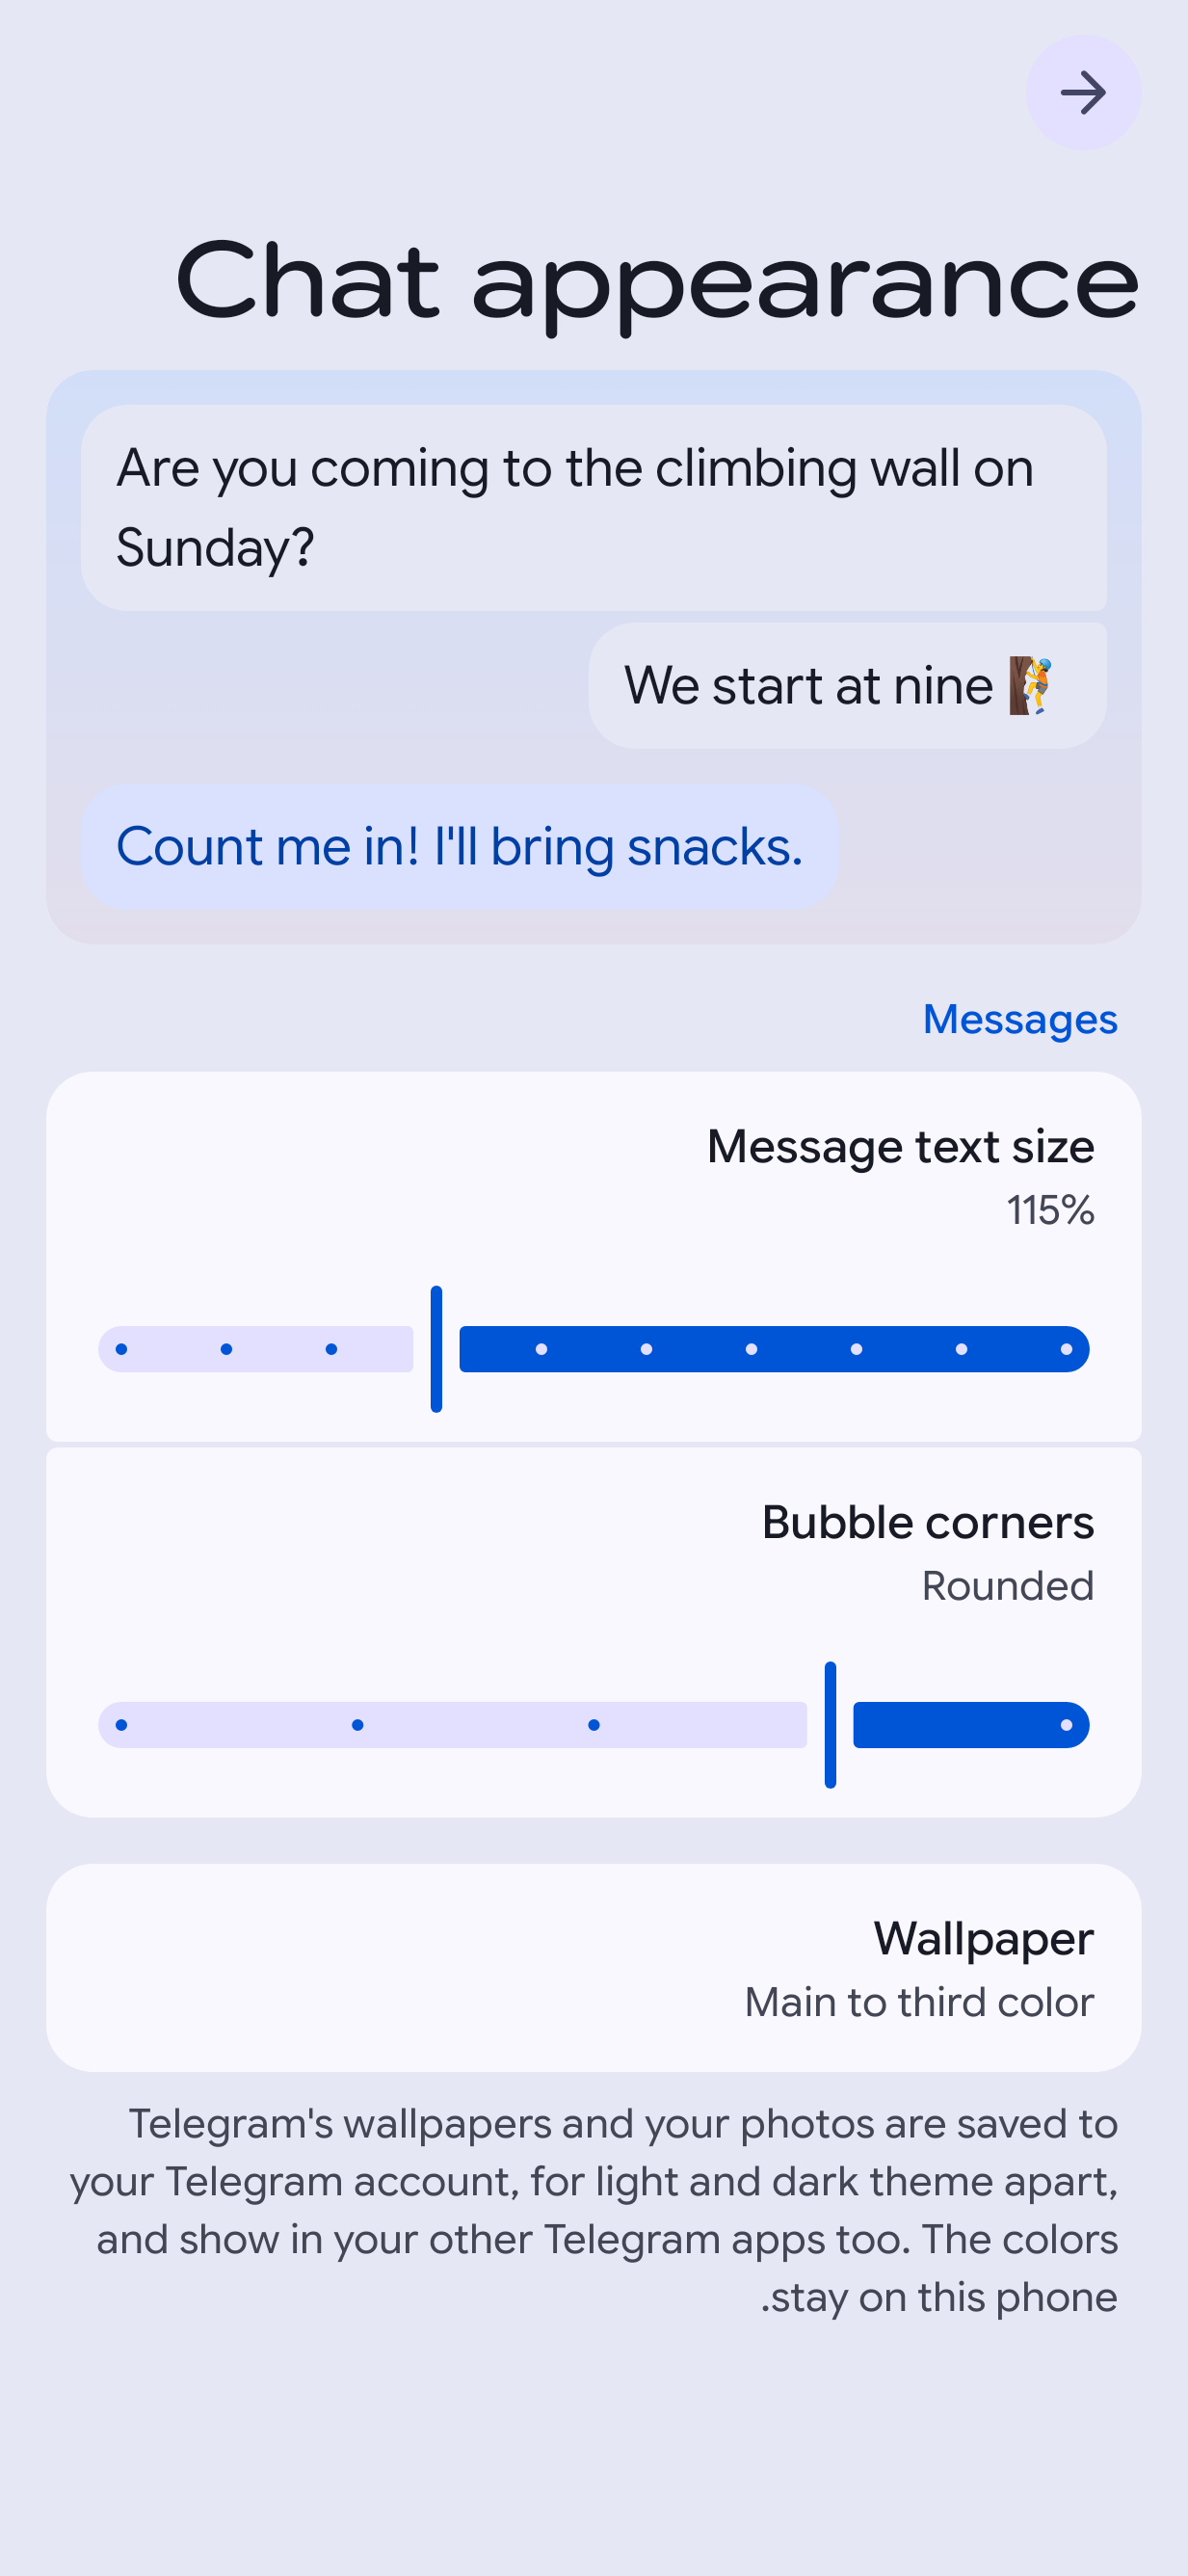 Chat appearance
Are you coming to the climbing wall on
Sunday?
We start at nine 🧗
Count me in! I'll bring snacks.
Messages
Message text size
115%
Bubble corners
Rounded
Wallpaper
Main to third color
Telegram's wallpapers and your photos are saved to
your Telegram account, for light and dark theme apart,
and show in your other Telegram apps too. The colors
.stay on this phone